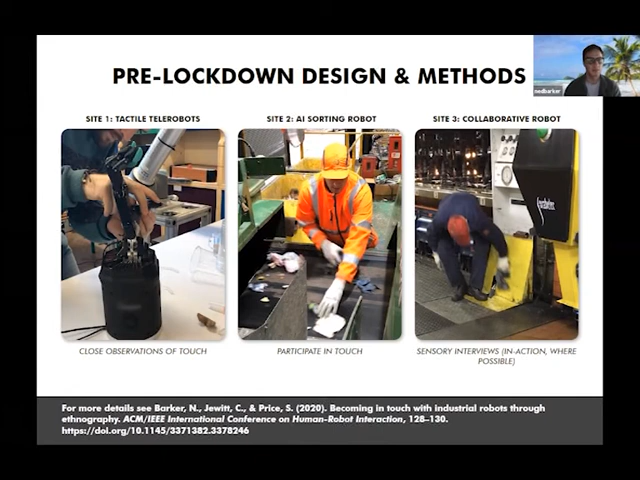 PRE-LOCKDOWN DESIGN & METHODS
nedbarker
SITE 1: TACTILE TELEROBOTS
SITE 2: AI SORTING ROBOT
SITE 3: COLLABORATIVE ROBOT
CLOSE OBSERVATIONS OF TOUCH
PARTICIPATE IN TOUCH
SENSORY INTERVIEWS (IN-ACTION, WHERE
POSSIBLE)
For more details see Barker, N., Jewitt, C., & Price, S. (2020). Becoming in touch with industrial robots through
ethnography. ACM/IEEE International Conference on Human-Robot Interaction, 128–130.
https://doi.org/10.1145/3371382.3378246